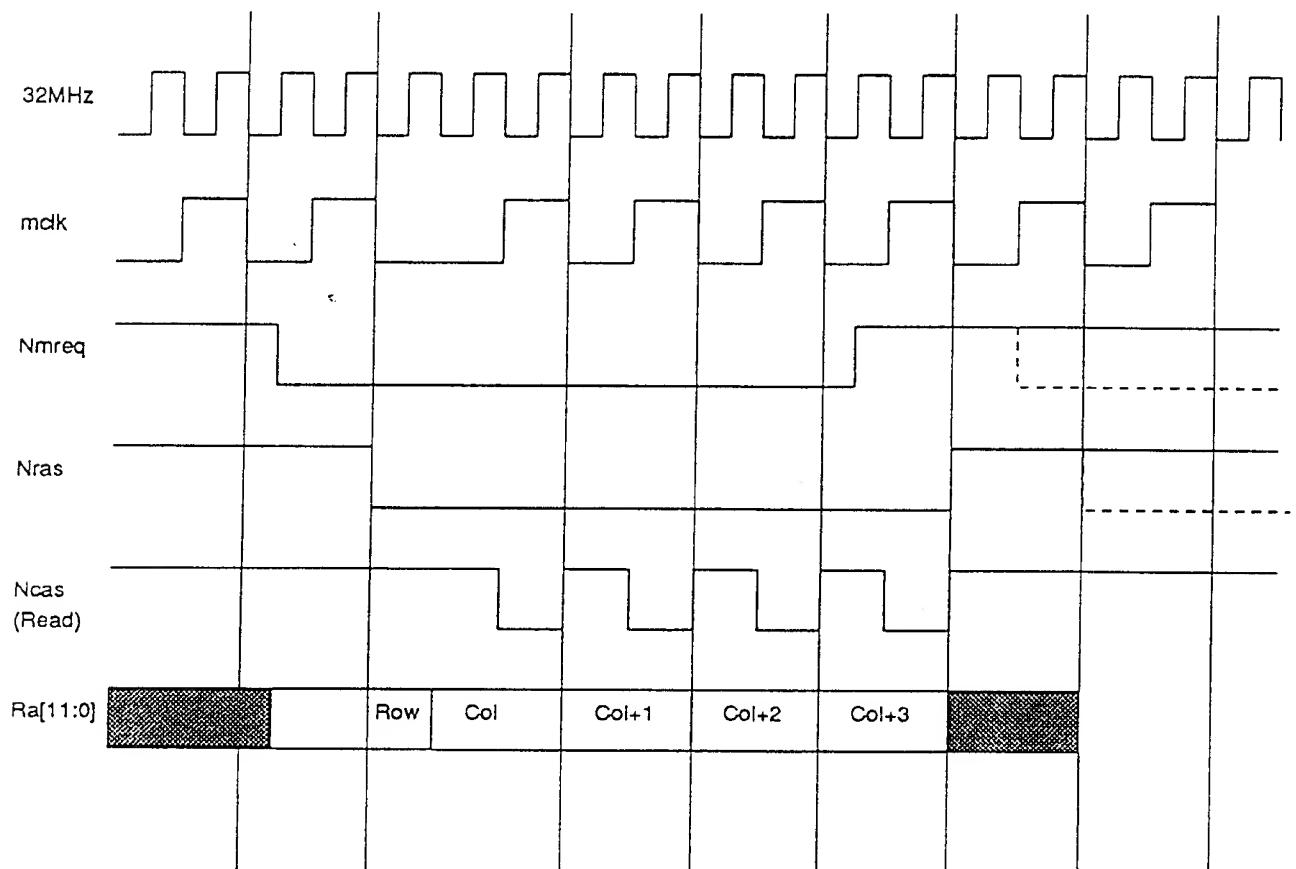 32MHz
mclk
Nmreq
Nras
Ncas
(Read)
Ra[11:0]
Row Col Col+1 Col+2 Col+3